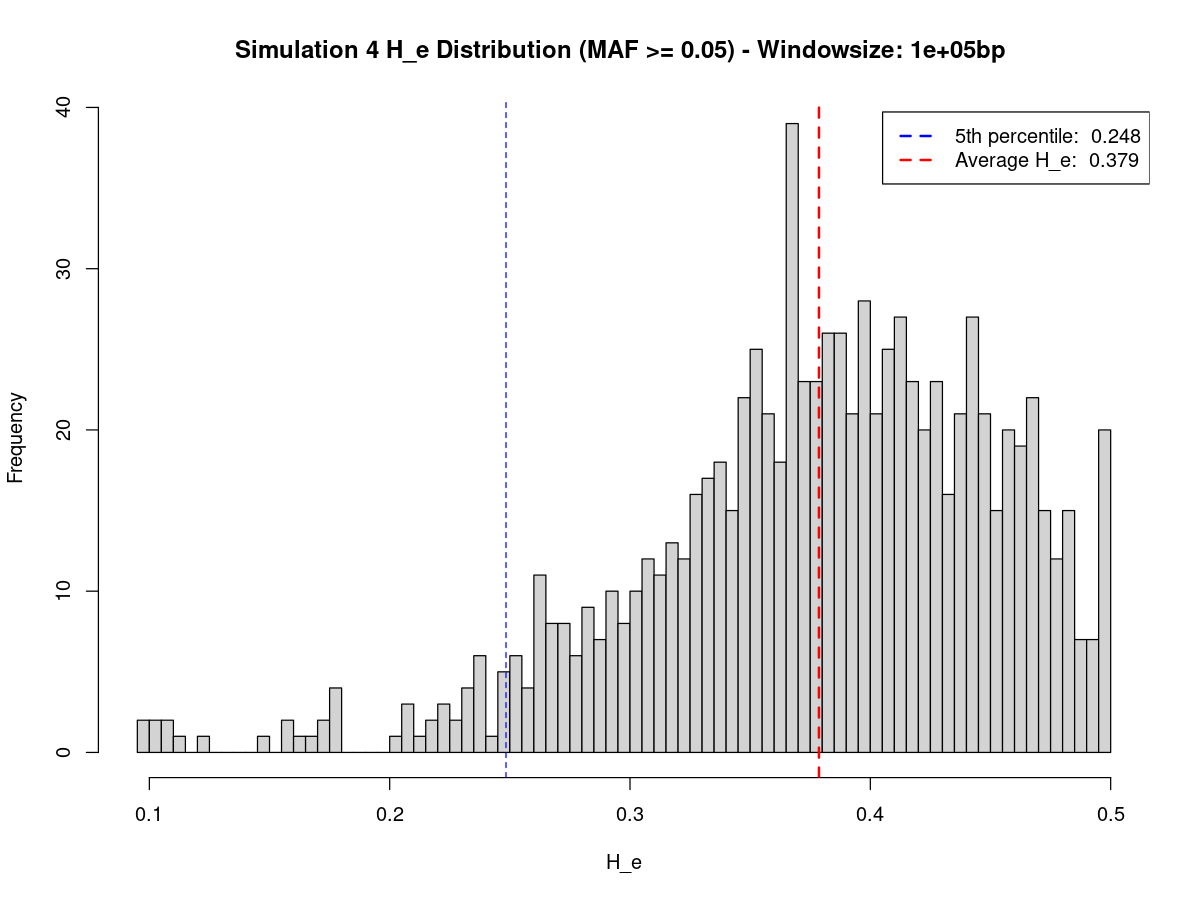 Simulation 4 H_e Distribution (MAF >= 0.05) - Windowsize: 1e+05bp
5th percentile:  0.248
Average H_e:  0.379
Frequency
40
30
20
10
0
0.1 0.2 0.3 0.4 0.5
H_e